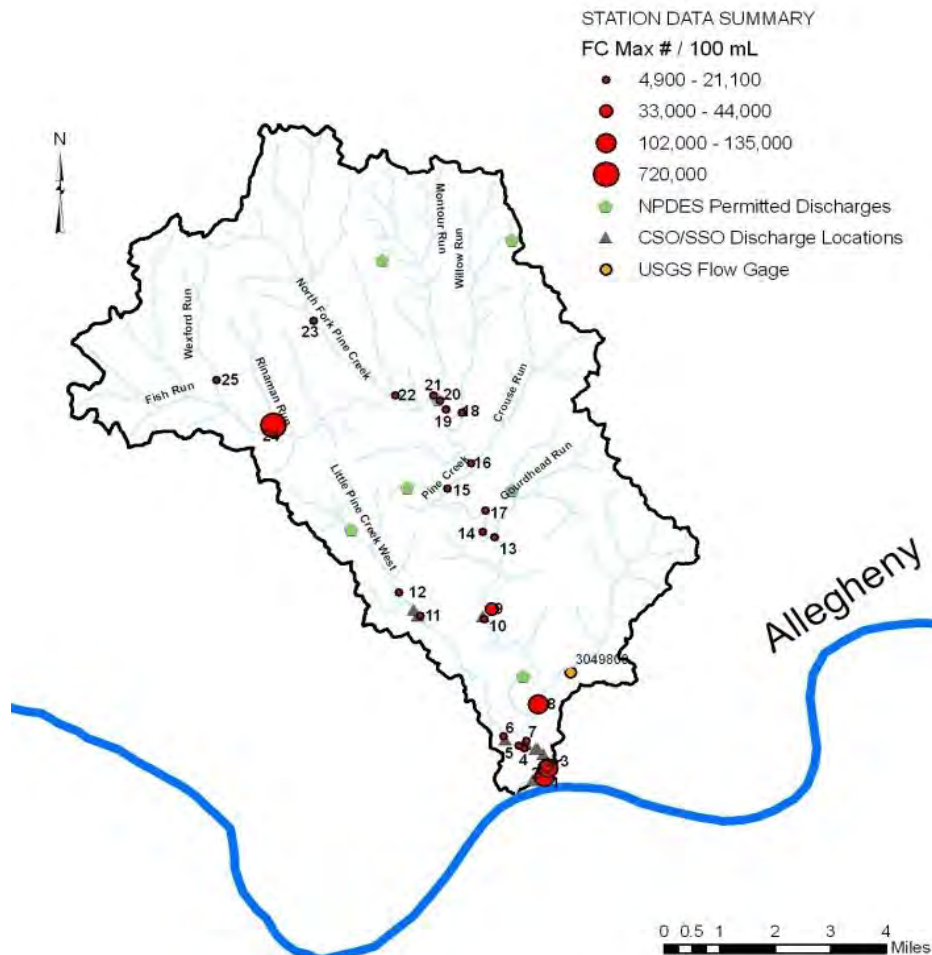 STATION DATA SUMMARY
FC Max # / 100 mL
4,900 - 21,100
33,000 - 44,000
102,000 - 135,000
720,000
NPDES Permitted Discharges
CSO/SSO Discharge Locations
USGS Flow Gage
N
Montour Run
Willow Run
North Fork Pine Creek
Wexford Run
23
Rinaman Run
25
Fish Run
22
21
20
19
18
Crouse Run
16
Pine Creek
15
Gourdhead Run
Little Pine Creek West
17
14
13
12
11
9
10
Allegheny
8
6
7
5
4
3
1
0 0.5 1 2 3 4
Miles